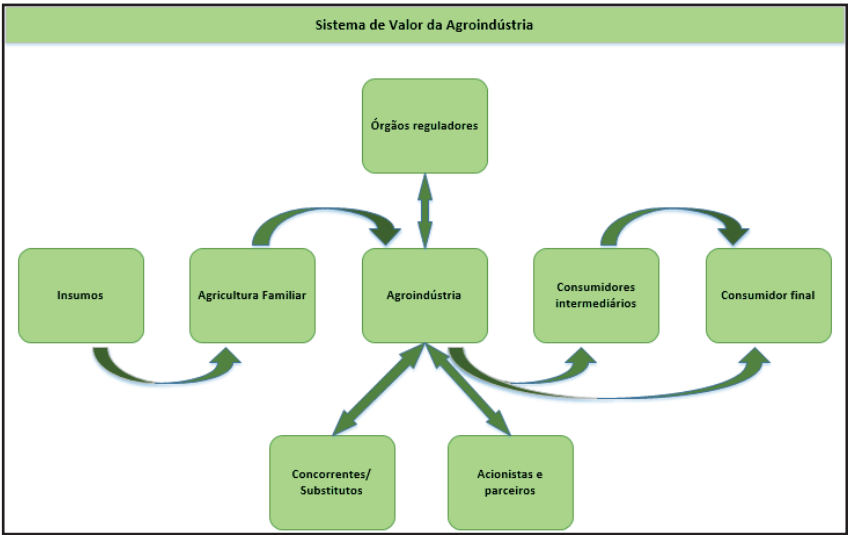 Sistema de Valor da Agroindústria
Órgãos reguladores
Insumos
Agricultura Familiar
Agroindústria
Consumidores
intermediários
Consumidor final
Concorrentes/
Substitutos
Acionistas e
parceiros